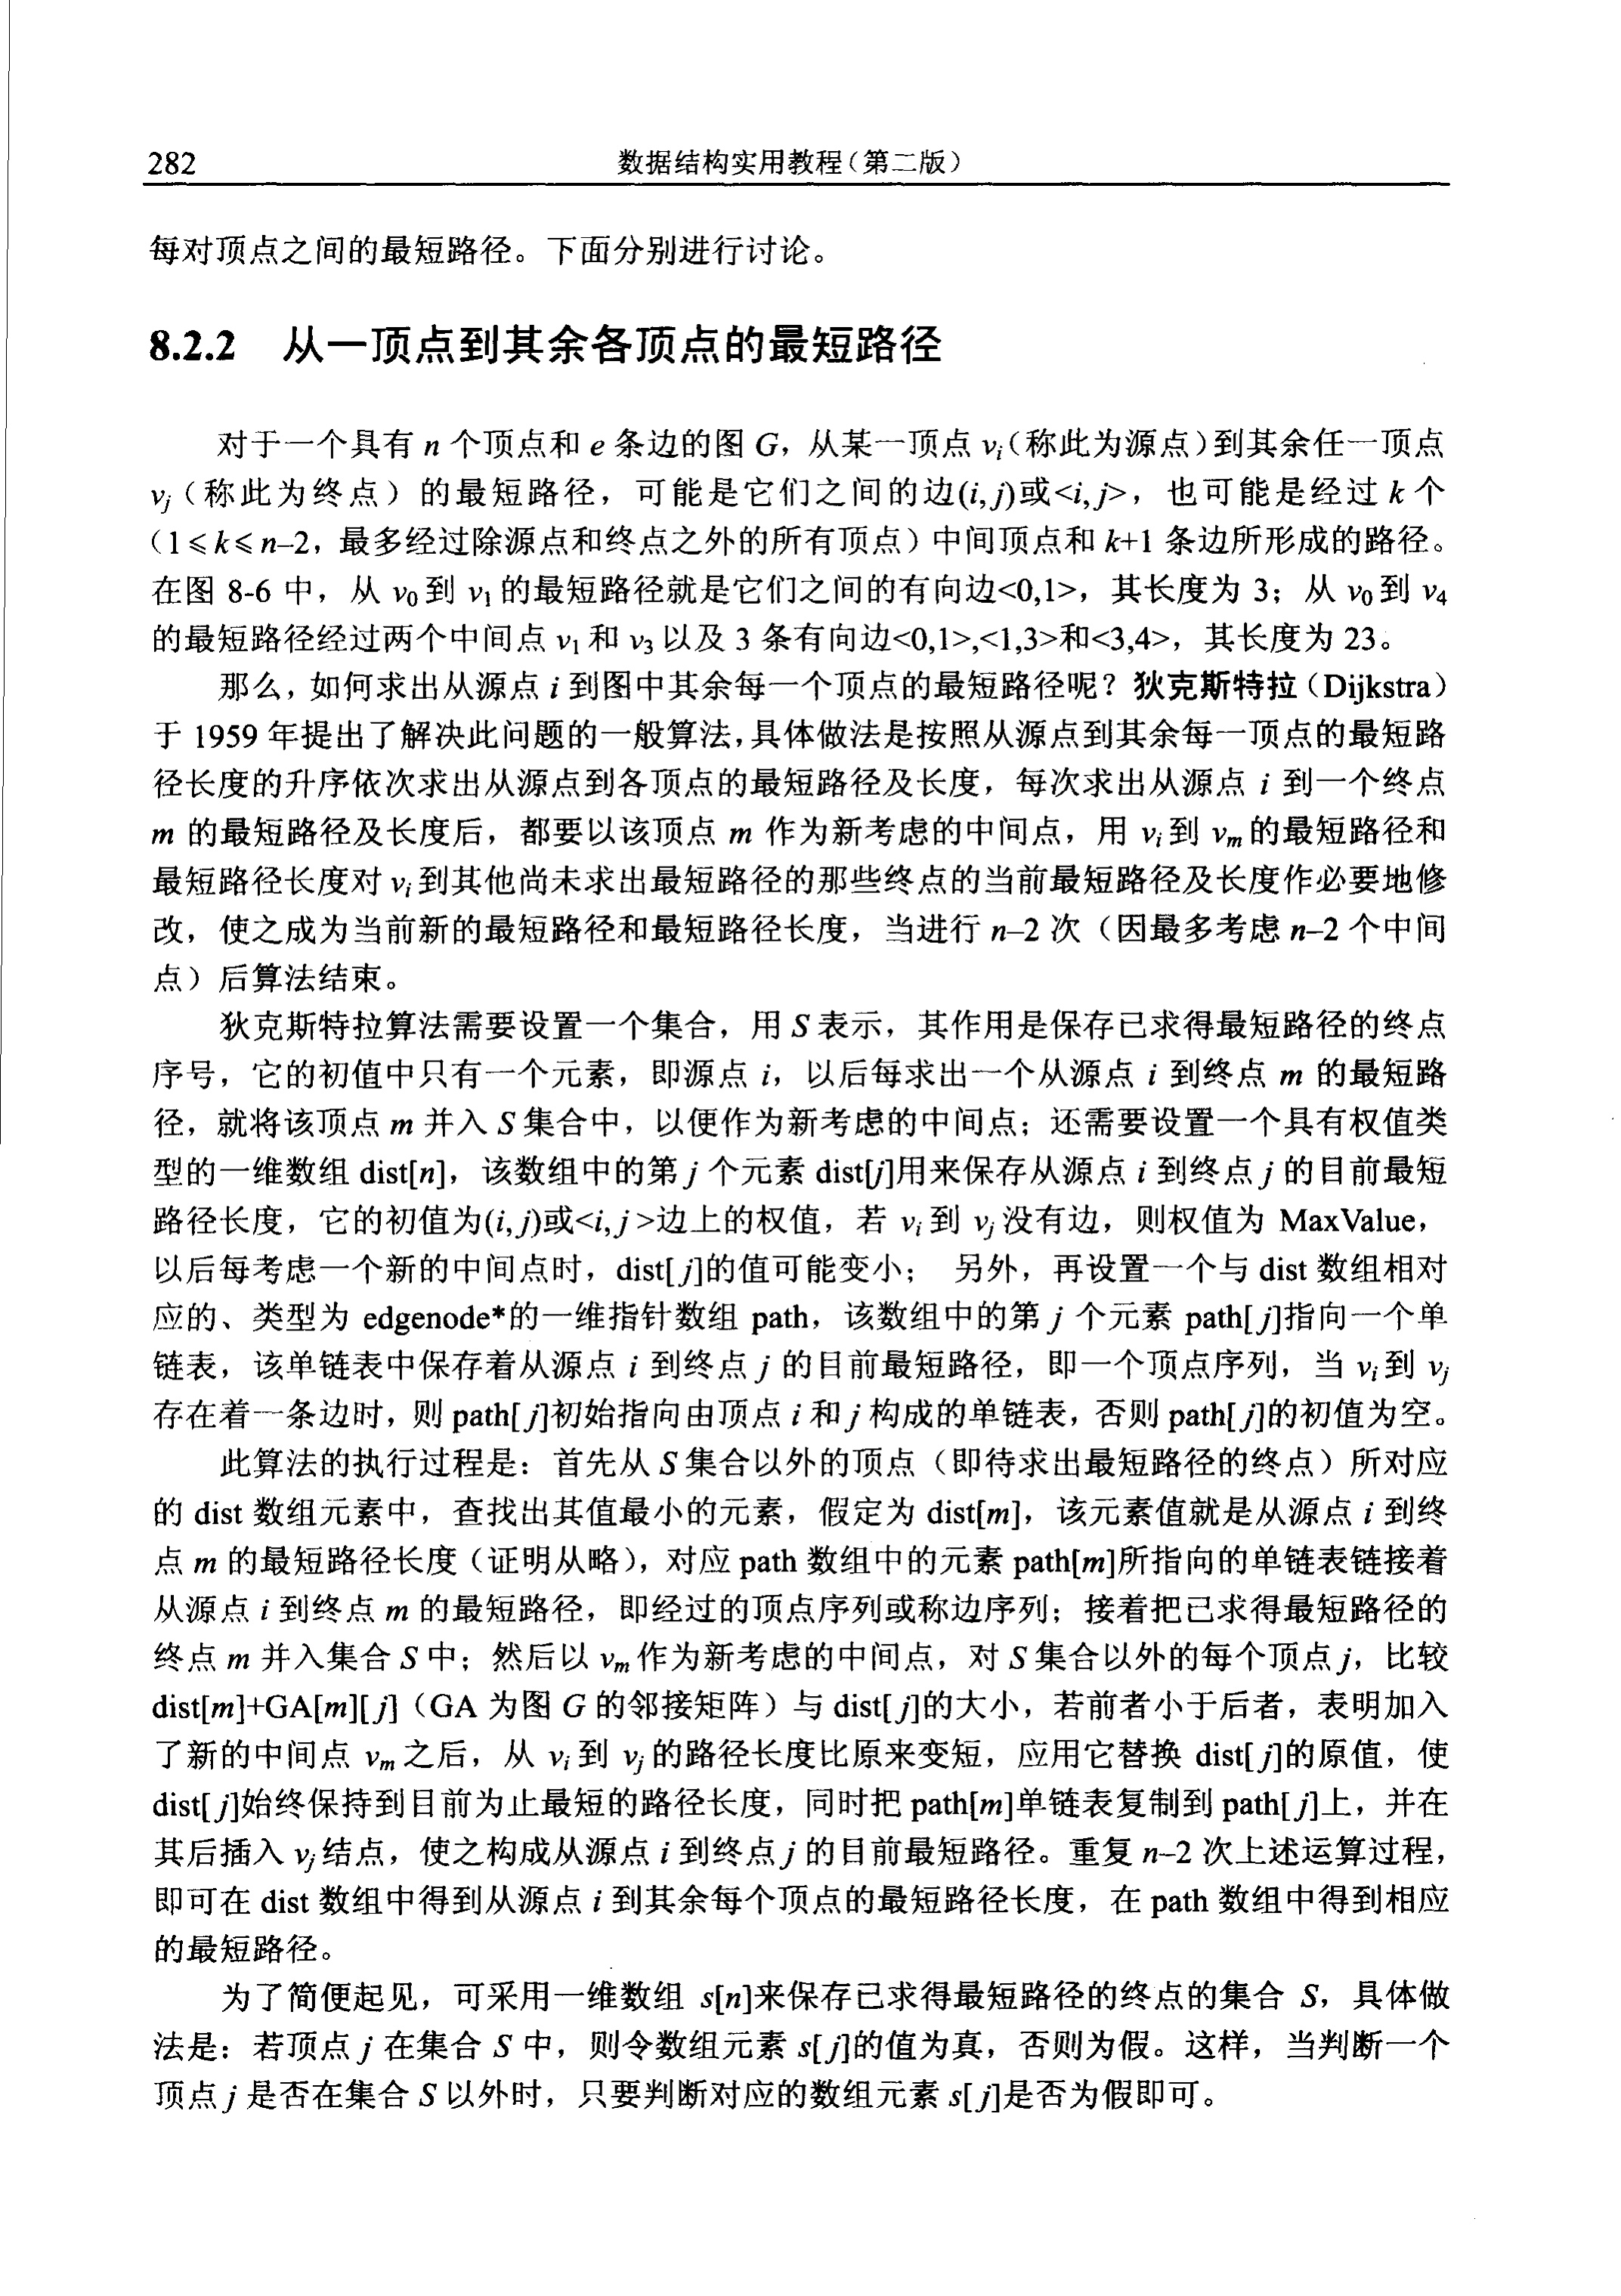 282 数据结构实用教程（第二版）
每对顶点之间的最短路径。下面分别进行讨论。
8.2.2 从一顶点到其余各顶点的最短路径
对于一个具有 n 个顶点和 e 条边的图 G，从某一顶点 vi（称此为源点）到其余任一顶点
vj（称此为终点）的最短路径，可能是它们之间的边(i,j)或<i,j>，也可能是经过 k 个
（1≤k≤n–2，最多经过除源点和终点之外的所有顶点）中间顶点和 k+1 条边所形成的路径。
在图 8-6 中，从 v0 到 v1 的最短路径就是它们之间的有向边<0,1>，其长度为 3；从 v0 到 v4
的最短路径经过两个中间点 v1 和 v3 以及 3 条有向边<0,1>,<1,3>和<3,4>，其长度为 23。
那么，如何求出从源点 i 到图中其余每一个顶点的最短路径呢？狄克斯特拉（Dijkstra）
于 1959 年提出了解决此问题的一般算法，具体做法是按照从源点到其余每一顶点的最短路
径长度的升序依次求出从源点到各顶点的最短路径及长度，每次求出从源点 i 到一个终点
m 的最短路径及长度后，都要以该顶点 m 作为新考虑的中间点，用 vi 到 vm 的最短路径和
最短路径长度对 vi 到其他尚未求出最短路径的那些终点的当前最短路径及长度作必要地修
改，使之成为当前新的最短路径和最短路径长度，当进行 n–2 次（因最多考虑 n–2 个中间
点）后算法结束。
狄克斯特拉算法需要设置一个集合，用 S 表示，其作用是保存已求得最短路径的终点
序号，它的初值中只有一个元素，即源点 i，以后每求出一个从源点 i 到终点 m 的最短路
径，就将该顶点 m 并入 S 集合中，以便作为新考虑的中间点；还需要设置一个具有权值类
型的一维数组 dist[n]，该数组中的第 j 个元素 dist[j]用来保存从源点 i 到终点 j 的目前最短
路径长度，它的初值为(i,j)或<i,j>边上的权值，若 vi 到 vj 没有边，则权值为 MaxValue，
以后每考虑一个新的中间点时，dist[j]的值可能变小； 另外，再设置一个与 dist 数组相对
应的、类型为 edgenode*的一维指针数组 path，该数组中的第 j 个元素 path[j]指向一个单
链表，该单链表中保存着从源点 i 到终点 j 的目前最短路径，即一个顶点序列，当 vi 到 vj
存在着一条边时，则 path[j]初始指向由顶点 i 和 j 构成的单链表，否则 path[j]的初值为空。
此算法的执行过程是：首先从 S 集合以外的顶点（即待求出最短路径的终点）所对应
的 dist 数组元素中，查找出其值最小的元素，假定为 dist[m]，该元素值就是从源点 i 到终
点 m 的最短路径长度（证明从略），对应 path 数组中的元素 path[m]所指向的单链表链接着
从源点 i 到终点 m 的最短路径，即经过的顶点序列或称边序列；接着把已求得最短路径的
终点 m 并入集合 S 中；然后以 vm 作为新考虑的中间点，对 S 集合以外的每个顶点 j，比较
dist[m]+GA[m][j]（GA 为图 G 的邻接矩阵）与 dist[j]的大小，若前者小于后者，表明加入
了新的中间点 vm 之后，从 vi 到 vj 的路径长度比原来变短，应用它替换 dist[j]的原值，使
dist[j]始终保持到目前为止最短的路径长度，同时把 path[m]单链表复制到 path[j]上，并在
其后插入 vj 结点，使之构成从源点 i 到终点 j 的目前最短路径。重复 n–2 次上述运算过程，
即可在 dist 数组中得到从源点 i 到其余每个顶点的最短路径长度，在 path 数组中得到相应
的最短路径。
为了简便起见，可采用一维数组 s[n]来保存已求得最短路径的终点的集合 S，具体做
法是：若顶点 j 在集合 S 中，则令数组元素 s[j]的值为真，否则为假。这样，当判断一个
顶点 j 是否在集合 S 以外时，只要判断对应的数组元素 s[j]是否为假即可。